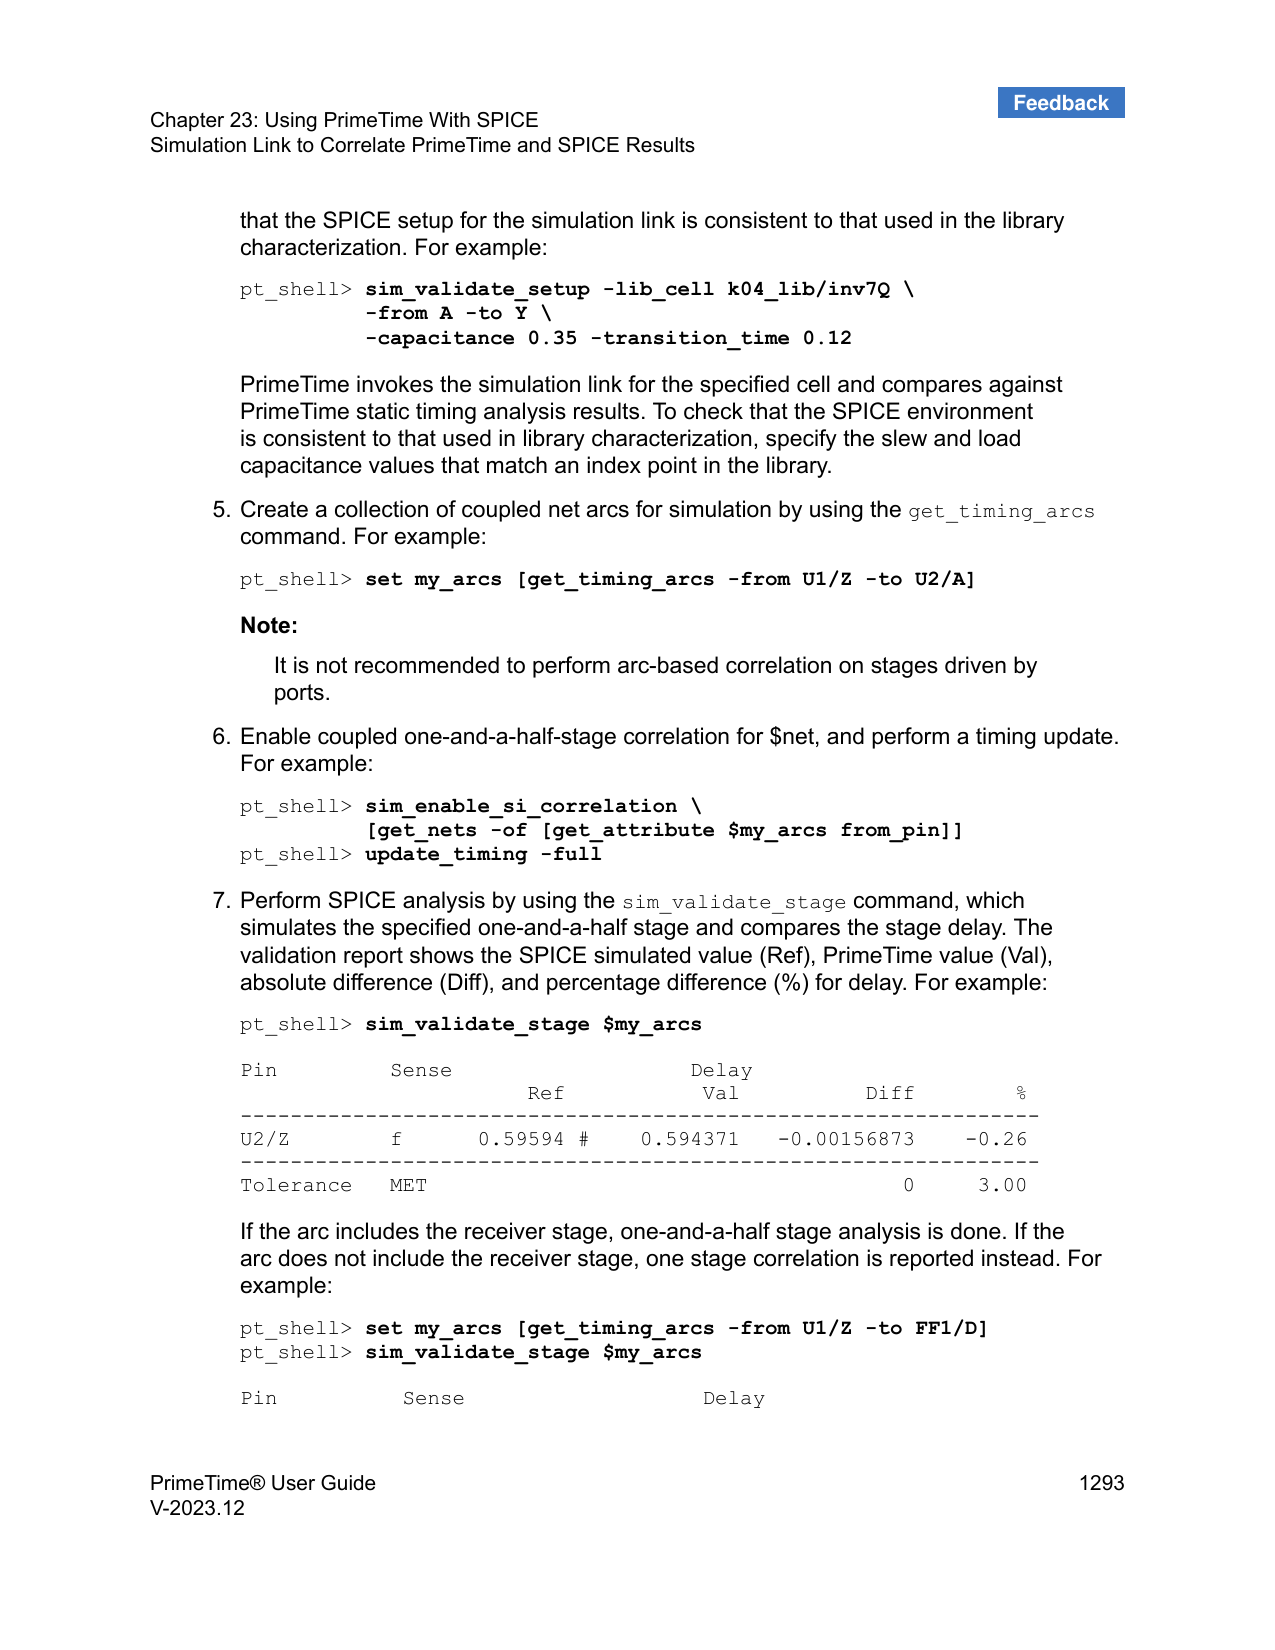 Feedback
Chapter 23: Using PrimeTime With SPICE
Simulation Link to Correlate PrimeTime and SPICE Results
that the SPICE setup for the simulation link is consistent to that used in the library
characterization. For example:
pt_shell> sim_validate_setup -lib_cell k04_lib/inv7Q \
-from A -to Y \
-capacitance 0.35 -transition_time 0.12
PrimeTime invokes the simulation link for the specified cell and compares against
PrimeTime static timing analysis results. To check that the SPICE environment
is consistent to that used in library characterization, specify the slew and load
capacitance values that match an index point in the library.
5. Create a collection of coupled net arcs for simulation by using the get_timing_arcs
command. For example:
pt_shell> set my_arcs [get_timing_arcs -from U1/Z -to U2/A]
Note:
It is not recommended to perform arc-based correlation on stages driven by
ports.
6. Enable coupled one-and-a-half-stage correlation for $net, and perform a timing update.
For example:
pt_shell> sim_enable_si_correlation \
[get_nets -of [get_attribute $my_arcs from_pin]]
pt_shell> update_timing -full
7. Perform SPICE analysis by using the sim_validate_stage command, which
simulates the specified one-and-a-half stage and compares the stage delay. The
validation report shows the SPICE simulated value (Ref), PrimeTime value (Val),
absolute difference (Diff), and percentage difference (%) for delay. For example:
pt_shell> sim_validate_stage $my_arcs
Pin Sense Delay
Ref Val Diff %
----------------------------------------------------------------
U2/Z f 0.59594 # 0.594371 -0.00156873 -0.26
----------------------------------------------------------------
Tolerance MET 0 3.00
If the arc includes the receiver stage, one-and-a-half stage analysis is done. If the
arc does not include the receiver stage, one stage correlation is reported instead. For
example:
pt_shell> set my_arcs [get_timing_arcs -from U1/Z -to FF1/D]
pt_shell> sim_validate_stage $my_arcs
Pin Sense Delay
PrimeTime® User Guide 1293
V-2023.12